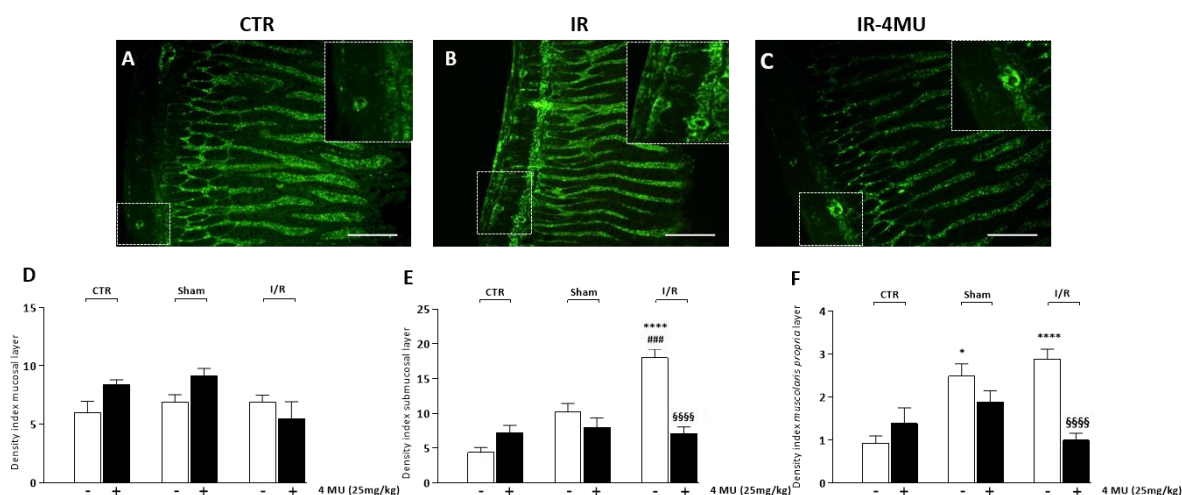 CTR IR IR-4MU
A B C
D E F
CTR Sham I/R
15
10
5
0
Density index mucosal layer
- + - + - + 4 MU (25mg/kg)
CTR Sham I/R
25
20
15
10
5
0
Density index submucosal layer
****
###
§§§§
- + - + - + 4 MU (25mg/kg)
CTR Sham I/R
4
3
2
1
0
Density index muscolaris propria layer
* ****
§§§§
- + - + - + 4 MU (25mg/kg)